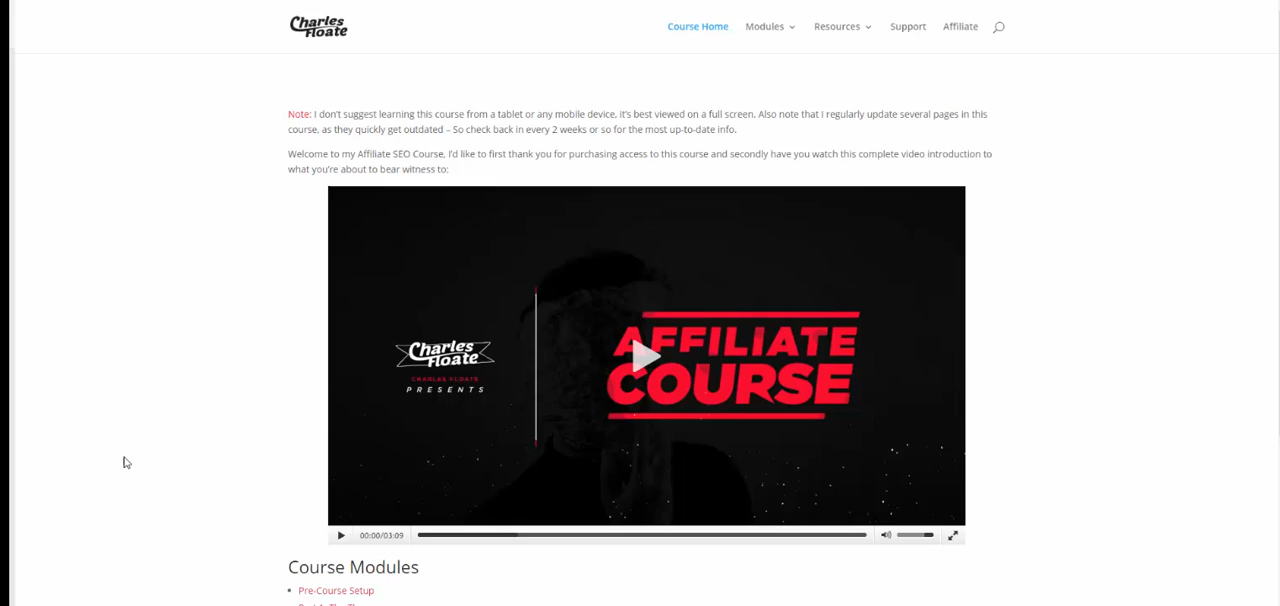 Charles Floate
Course Home Modules Resources Support Affiliate
Note: I don't suggest learning this course from a tablet or any mobile device, it's best viewed on a full screen. Also note that I regularly update several pages in this
course, as they quickly get outdated – So check back in every 2 weeks or so for the most up-to-date info.
Welcome to my Affiliate SEO Course, I'd like to first thank you for purchasing access to this course and secondly have you watch this complete video introduction to
what you're about to bear witness to:
Charles Floate
CHARLES FLOATE
PRESENTS
AFFILIATE
COURSE
00:00/03:09
Course Modules
Pre-Course Setup